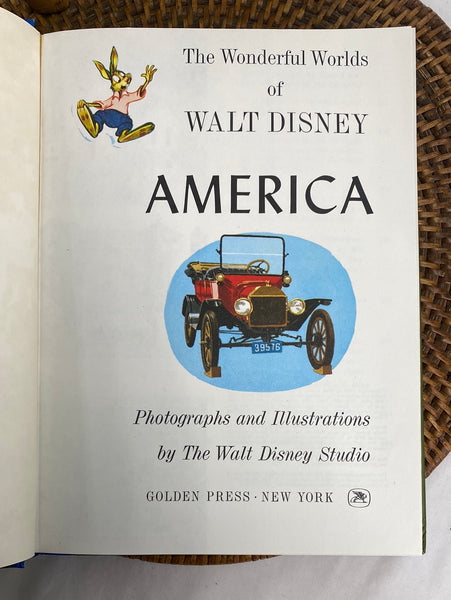 The Wonderful Worlds
of
WALT DISNEY
AMERICA
39576
Photographs and Illustrations
by The Walt Disney Studio
GOLDEN PRESS · NEW YORK